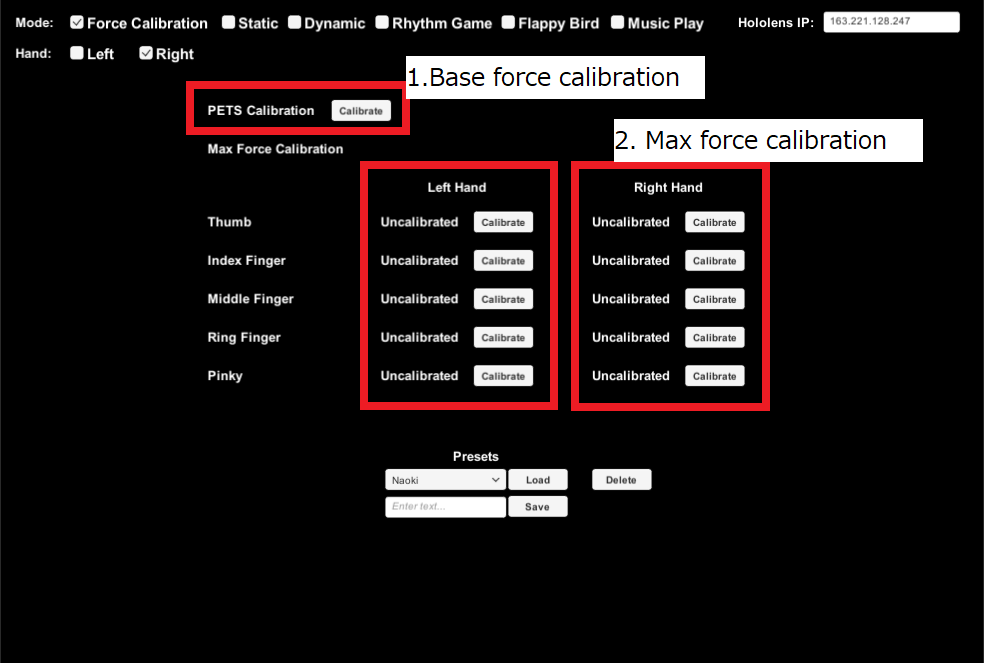 Mode: Force Calibration Static Dynamic Rhythm Game Flappy Bird Music Play Hololens IP: 163.221.128.247
Hand: Left Right
1.Base force calibration
PETS Calibration Calibrate
2. Max force calibration
Max Force Calibration
Left Hand Right Hand
Thumb Uncalibrated Calibrate Uncalibrated Calibrate
Index Finger Uncalibrated Calibrate Uncalibrated Calibrate
Middle Finger Uncalibrated Calibrate Uncalibrated Calibrate
Ring Finger Uncalibrated Calibrate Uncalibrated Calibrate
Pinky Uncalibrated Calibrate Uncalibrated Calibrate
Presets
Naoki Load Delete
Enter text... Save